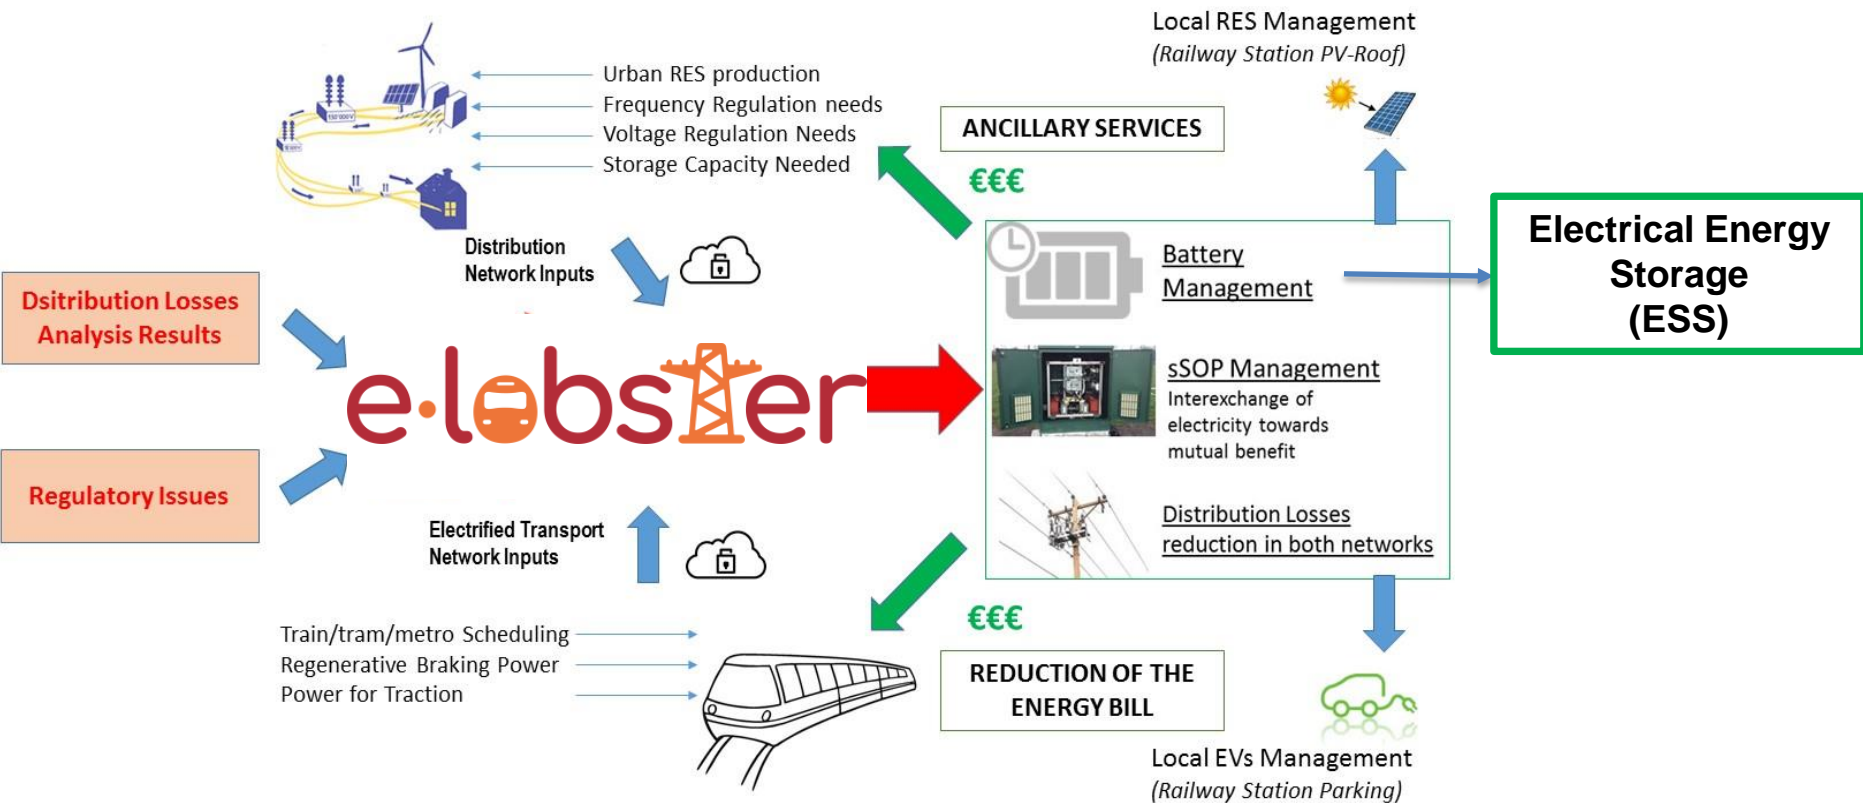 Local RES Management
(Railway Station PV-Roof)
Urban RES production
Frequency Regulation needs
Voltage Regulation Needs
Storage Capacity Needed
ANCILLARY SERVICES
€€€
Distribution
Network Inputs
Battery
Management
Electrical Energy
Storage
(ESS)
Dsitribution Losses
Analysis Results
e·lobster
sSOP Management
Interexchange of
electricity towards
mutual benefit
Regulatory Issues
Distribution Losses
reduction in both networks
Electrified Transport
Network Inputs
€€€
Train/tram/metro Scheduling
Regenerative Braking Power
Power for Traction
REDUCTION OF THE
ENERGY BILL
Local EVs Management
(Railway Station Parking)